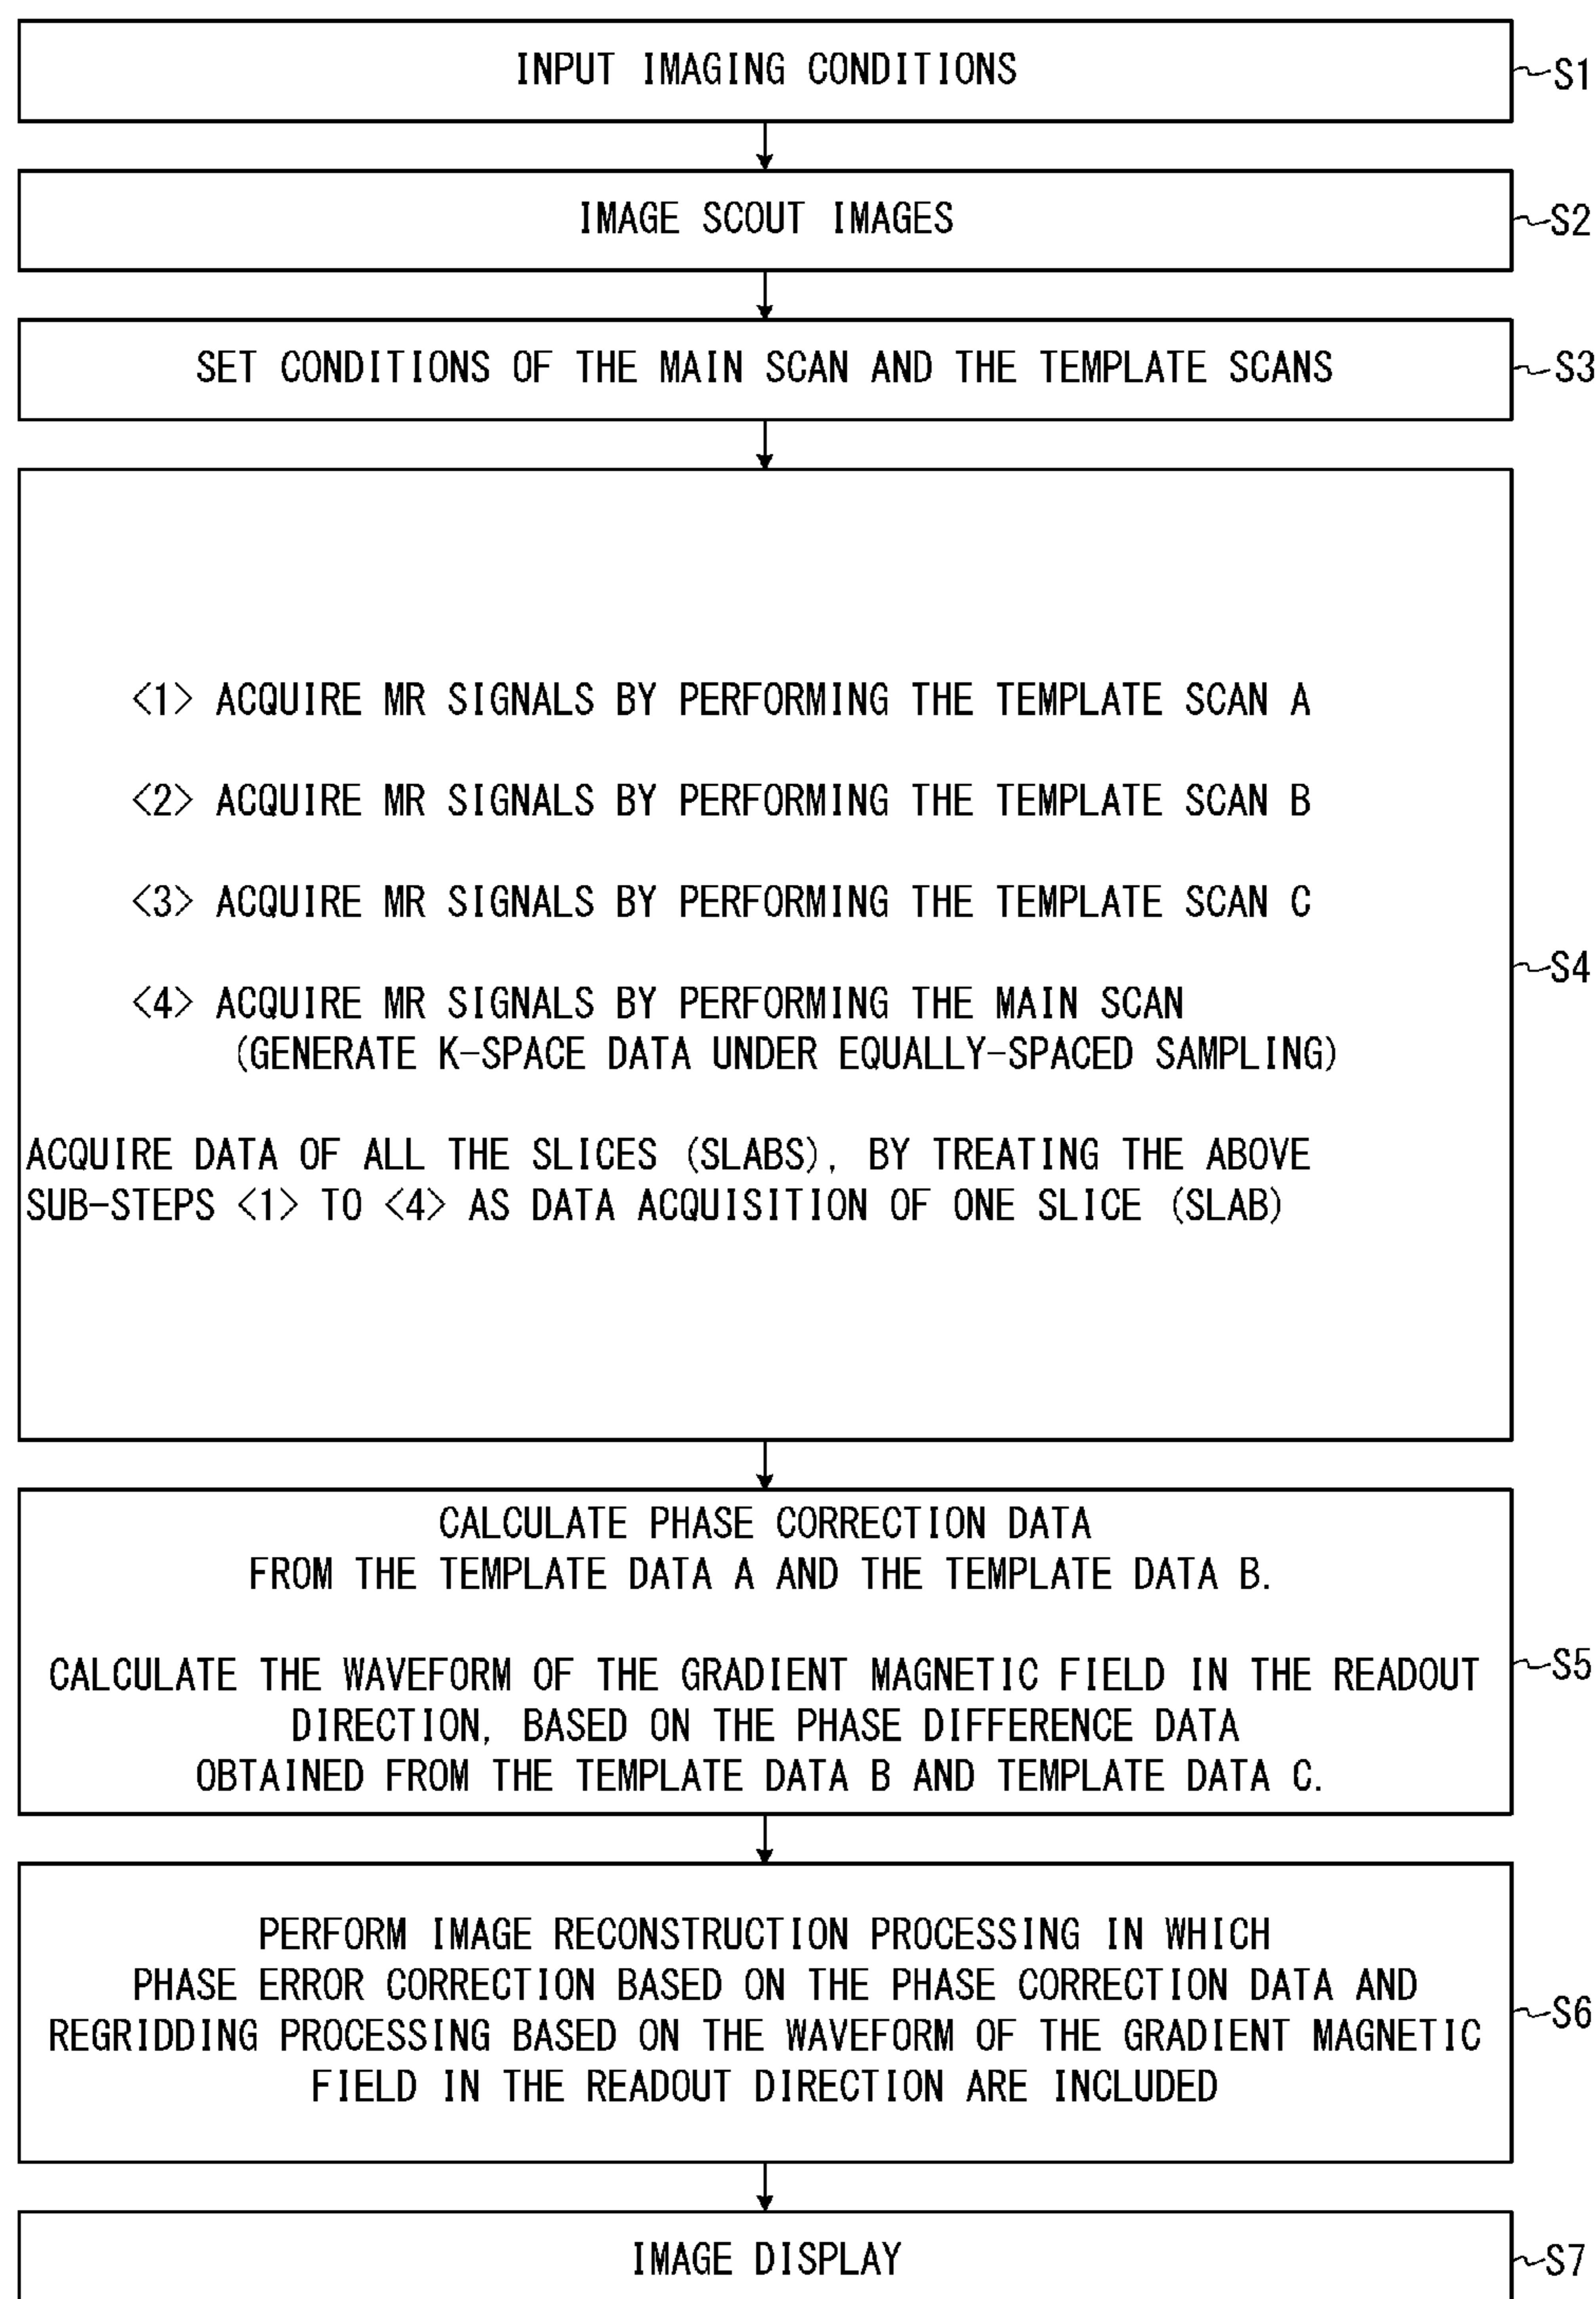 INPUT IMAGING CONDITIONS
S1
IMAGE SCOUT IMAGES
S2
SET CONDITIONS OF THE MAIN SCAN AND THE TEMPLATE SCANS
S3
<1> ACQUIRE MR SIGNALS BY PERFORMING THE TEMPLATE SCAN A
<2> ACQUIRE MR SIGNALS BY PERFORMING THE TEMPLATE SCAN B
<3> ACQUIRE MR SIGNALS BY PERFORMING THE TEMPLATE SCAN C
<4> ACQUIRE MR SIGNALS BY PERFORMING THE MAIN SCAN
(GENERATE K-SPACE DATA UNDER EQUALLY-SPACED SAMPLING)
ACQUIRE DATA OF ALL THE SLICES (SLABS), BY TREATING THE ABOVE
SUB-STEPS <1> TO <4> AS DATA ACQUISITION OF ONE SLICE (SLAB)
S4
CALCULATE PHASE CORRECTION DATA
FROM THE TEMPLATE DATA A AND THE TEMPLATE DATA B.
CALCULATE THE WAVEFORM OF THE GRADIENT MAGNETIC FIELD IN THE READOUT
DIRECTION, BASED ON THE PHASE DIFFERENCE DATA
OBTAINED FROM THE TEMPLATE DATA B AND TEMPLATE DATA C.
S5
PERFORM IMAGE RECONSTRUCTION PROCESSING IN WHICH
PHASE ERROR CORRECTION BASED ON THE PHASE CORRECTION DATA AND
REGRIDDING PROCESSING BASED ON THE WAVEFORM OF THE GRADIENT MAGNETIC
FIELD IN THE READOUT DIRECTION ARE INCLUDED
S6
IMAGE DISPLAY
S7